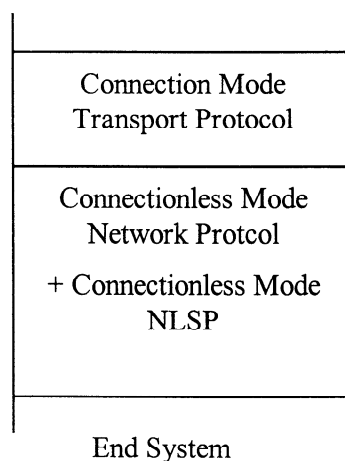 Connection Mode
Transport Protocol
Connectionless Mode
Network Protcol
+ Connectionless Mode
NLSP
End System